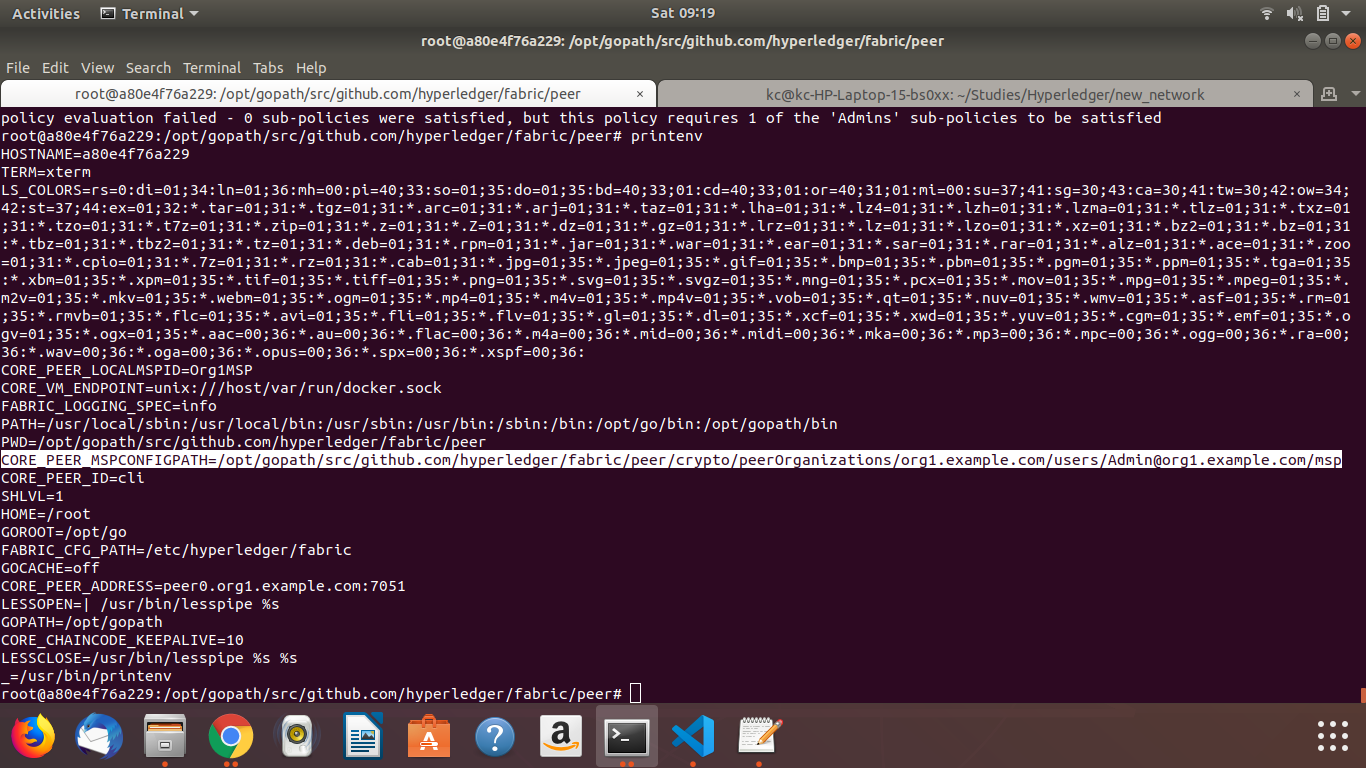 Activities Terminal Sat 09:19
root@a80e4f76a229: /opt/gopath/src/github.com/hyperledger/fabric/peer
File Edit View Search Terminal Tabs Help
root@a80e4f76a229: /opt/gopath/src/github.com/hyperledger/fabric/peer × kc@kc-HP-Laptop-15-bs0xx: ~/Studies/Hyperledger/new_network ×
policy evaluation failed - 0 sub-policies were satisfied, but this policy requires 1 of the 'Admins' sub-policies to be satisfied
root@a80e4f76a229:/opt/gopath/src/github.com/hyperledger/fabric/peer# printenv
HOSTNAME=a80e4f76a229
TERM=xterm
LS_COLORS=rs=0:di=01;34:ln=01;36:mh=00:pi=40;33:so=01;35:do=01;35:bd=40;33;01:cd=40;33;01:or=40;31;01:mi=00:su=37;41:sg=30;43:ca=30;41:tw=30;42:ow=34;
42:st=37;44:ex=01;32:*.tar=01;31:*.tgz=01;31:*.arc=01;31:*.arj=01;31:*.taz=01;31:*.lha=01;31:*.lz4=01;31:*.lzh=01;31:*.lzma=01;31:*.tlz=01;31:*.txz=01
;31:*.tzo=01;31:*.t7z=01;31:*.zip=01;31:*.z=01;31:*.Z=01;31:*.dz=01;31:*.gz=01;31:*.lrz=01;31:*.lz=01;31:*.lzo=01;31:*.xz=01;31:*.bz2=01;31:*.bz=01;31
:*.tbz=01;31:*.tbz2=01;31:*.tz=01;31:*.deb=01;31:*.rpm=01;31:*.jar=01;31:*.war=01;31:*.ear=01;31:*.sar=01;31:*.rar=01;31:*.alz=01;31:*.ace=01;31:*.zoo
=01;31:*.cpio=01;31:*.7z=01;31:*.rz=01;31:*.cab=01;31:*.jpg=01;35:*.jpeg=01;35:*.gif=01;35:*.bmp=01;35:*.pbm=01;35:*.pgm=01;35:*.ppm=01;35:*.tga=01;35
:*.xbm=01;35:*.xpm=01;35:*.tif=01;35:*.tiff=01;35:*.png=01;35:*.svg=01;35:*.svgz=01;35:*.mng=01;35:*.pcx=01;35:*.mov=01;35:*.mpg=01;35:*.mpeg=01;35:*.
m2v=01;35:*.mkv=01;35:*.webm=01;35:*.ogm=01;35:*.mp4=01;35:*.m4v=01;35:*.mp4v=01;35:*.vob=01;35:*.qt=01;35:*.nuv=01;35:*.wmv=01;35:*.asf=01;35:*.rm=01
;35:*.rmvb=01;35:*.flc=01;35:*.avi=01;35:*.fli=01;35:*.flv=01;35:*.gl=01;35:*.dl=01;35:*.xcf=01;35:*.xwd=01;35:*.yuv=01;35:*.cgm=01;35:*.emf=01;35:*.o
gv=01;35:*.ogx=01;35:*.aac=00;36:*.au=00;36:*.flac=00;36:*.m4a=00;36:*.mid=00;36:*.midi=00;36:*.mka=00;36:*.mp3=00;36:*.mpc=00;36:*.ogg=00;36:*.ra=00;
36:*.wav=00;36:*.oga=00;36:*.opus=00;36:*.spx=00;36:*.xspf=00;36:
CORE_PEER_LOCALMSPID=Org1MSP
CORE_VM_ENDPOINT=unix:///host/var/run/docker.sock
FABRIC_LOGGING_SPEC=info
PATH=/usr/local/sbin:/usr/local/bin:/usr/sbin:/usr/bin:/sbin:/bin:/opt/go/bin:/opt/gopath/bin
PWD=/opt/gopath/src/github.com/hyperledger/fabric/peer
CORE_PEER_MSPCONFIGPATH=/opt/gopath/src/github.com/hyperledger/fabric/peer/crypto/peerOrganizations/org1.example.com/users/Admin@org1.example.com/msp
CORE_PEER_ID=cli
SHLVL=1
HOME=/root
GOROOT=/opt/go
FABRIC_CFG_PATH=/etc/hyperledger/fabric
GOCACHE=off
CORE_PEER_ADDRESS=peer0.org1.example.com:7051
LESSOPEN=| /usr/bin/lesspipe %s
GOPATH=/opt/gopath
CORE_CHAINCODE_KEEPALIVE=10
LESSCLOSE=/usr/bin/lesspipe %s %s
_=/usr/bin/printenv
root@a80e4f76a229:/opt/gopath/src/github.com/hyperledger/fabric/peer#